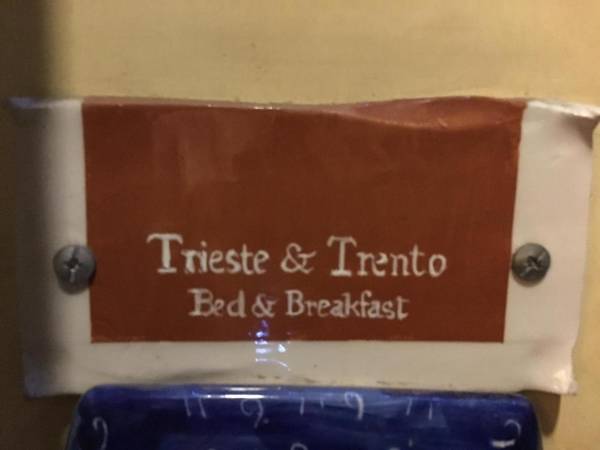 Trieste & Trento
Bed & Breakfast